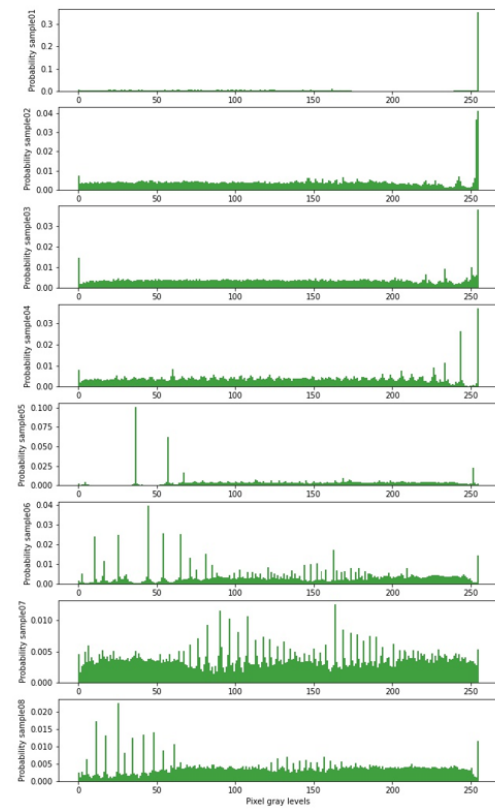 Probability sample01
0.3
0.2
0.1
0.0
0 50 100 150 200 250
Probability sample02
0.04
0.03
0.02
0.01
0.00
0 50 100 150 200 250
Probability sample03
0.03
0.02
0.01
0.00
0 50 100 150 200 250
Probability sample04
0.03
0.02
0.01
0.00
0 50 100 150 200 250
Probability sample05
0.100
0.075
0.050
0.025
0.000
0 50 100 150 200 250
Probability sample06
0.04
0.03
0.02
0.01
0.00
0 50 100 150 200 250
Probability sample07
0.010
0.005
0.000
0 50 100 150 200 250
Probability sample08
0.020
0.015
0.010
0.005
0.000
0 50 100 150 200 250
Pixel gray levels